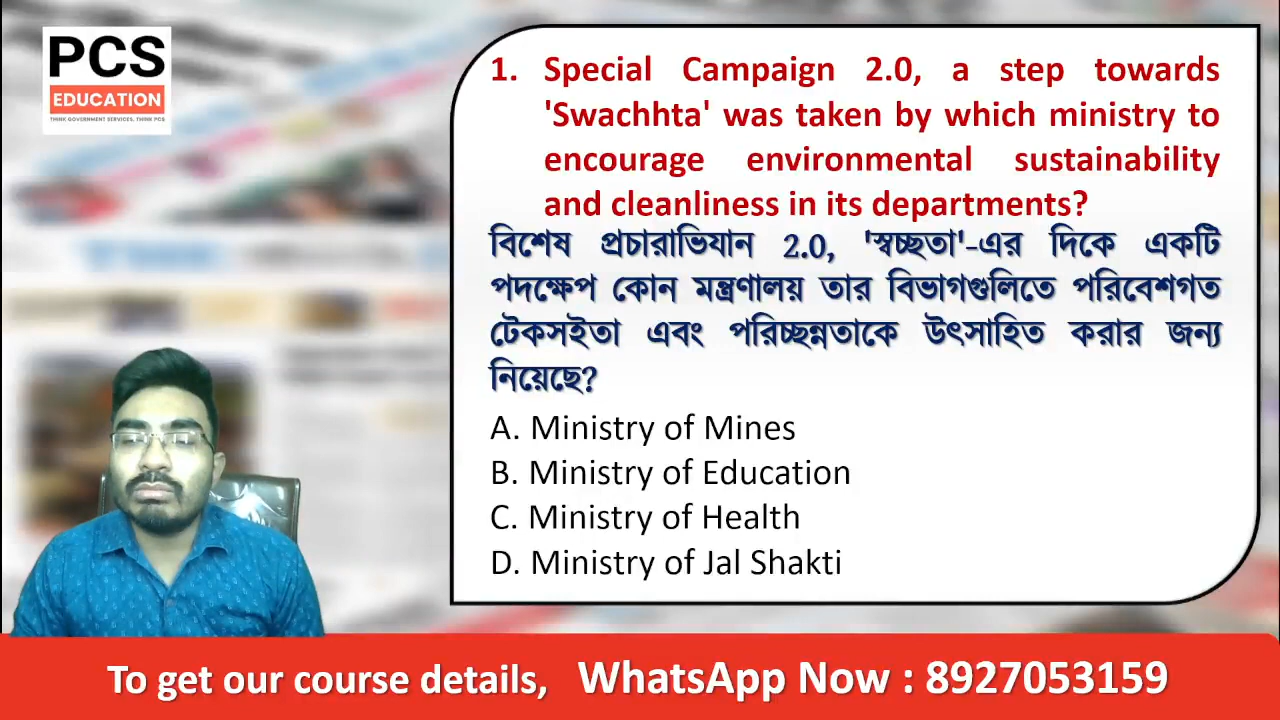 PCS
EDUCATION
THINK GOVERNMENT SERVICES, THINK PCS
1. Special Campaign 2.0, a step towards
'Swachhta' was taken by which ministry to
encourage environmental sustainability
and cleanliness in its departments?
বিশেষ প্রচারাভিযান 2.0, 'স্বচ্ছতা'-এর দিকে একটি
পদক্ষেপ কোন মন্ত্রণালয় তার বিভাগগুলিতে পরিবেশগত
টেকসইতা এবং পরিচ্ছন্নতাকে উৎসাহিত করার জন্য
নিয়েছে?
A. Ministry of Mines
B. Ministry of Education
C. Ministry of Health
D. Ministry of Jal Shakti
To get our course details, WhatsApp Now : 8927053159